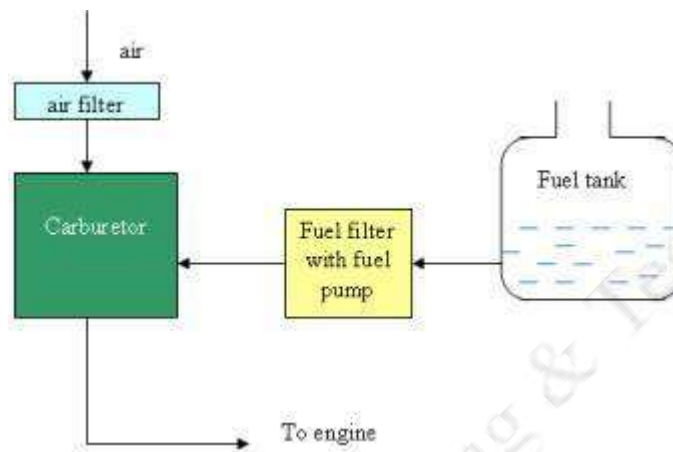 air
air filter
Fuel tank
Carburetor
Fuel filter
with fuel
pump
To engine